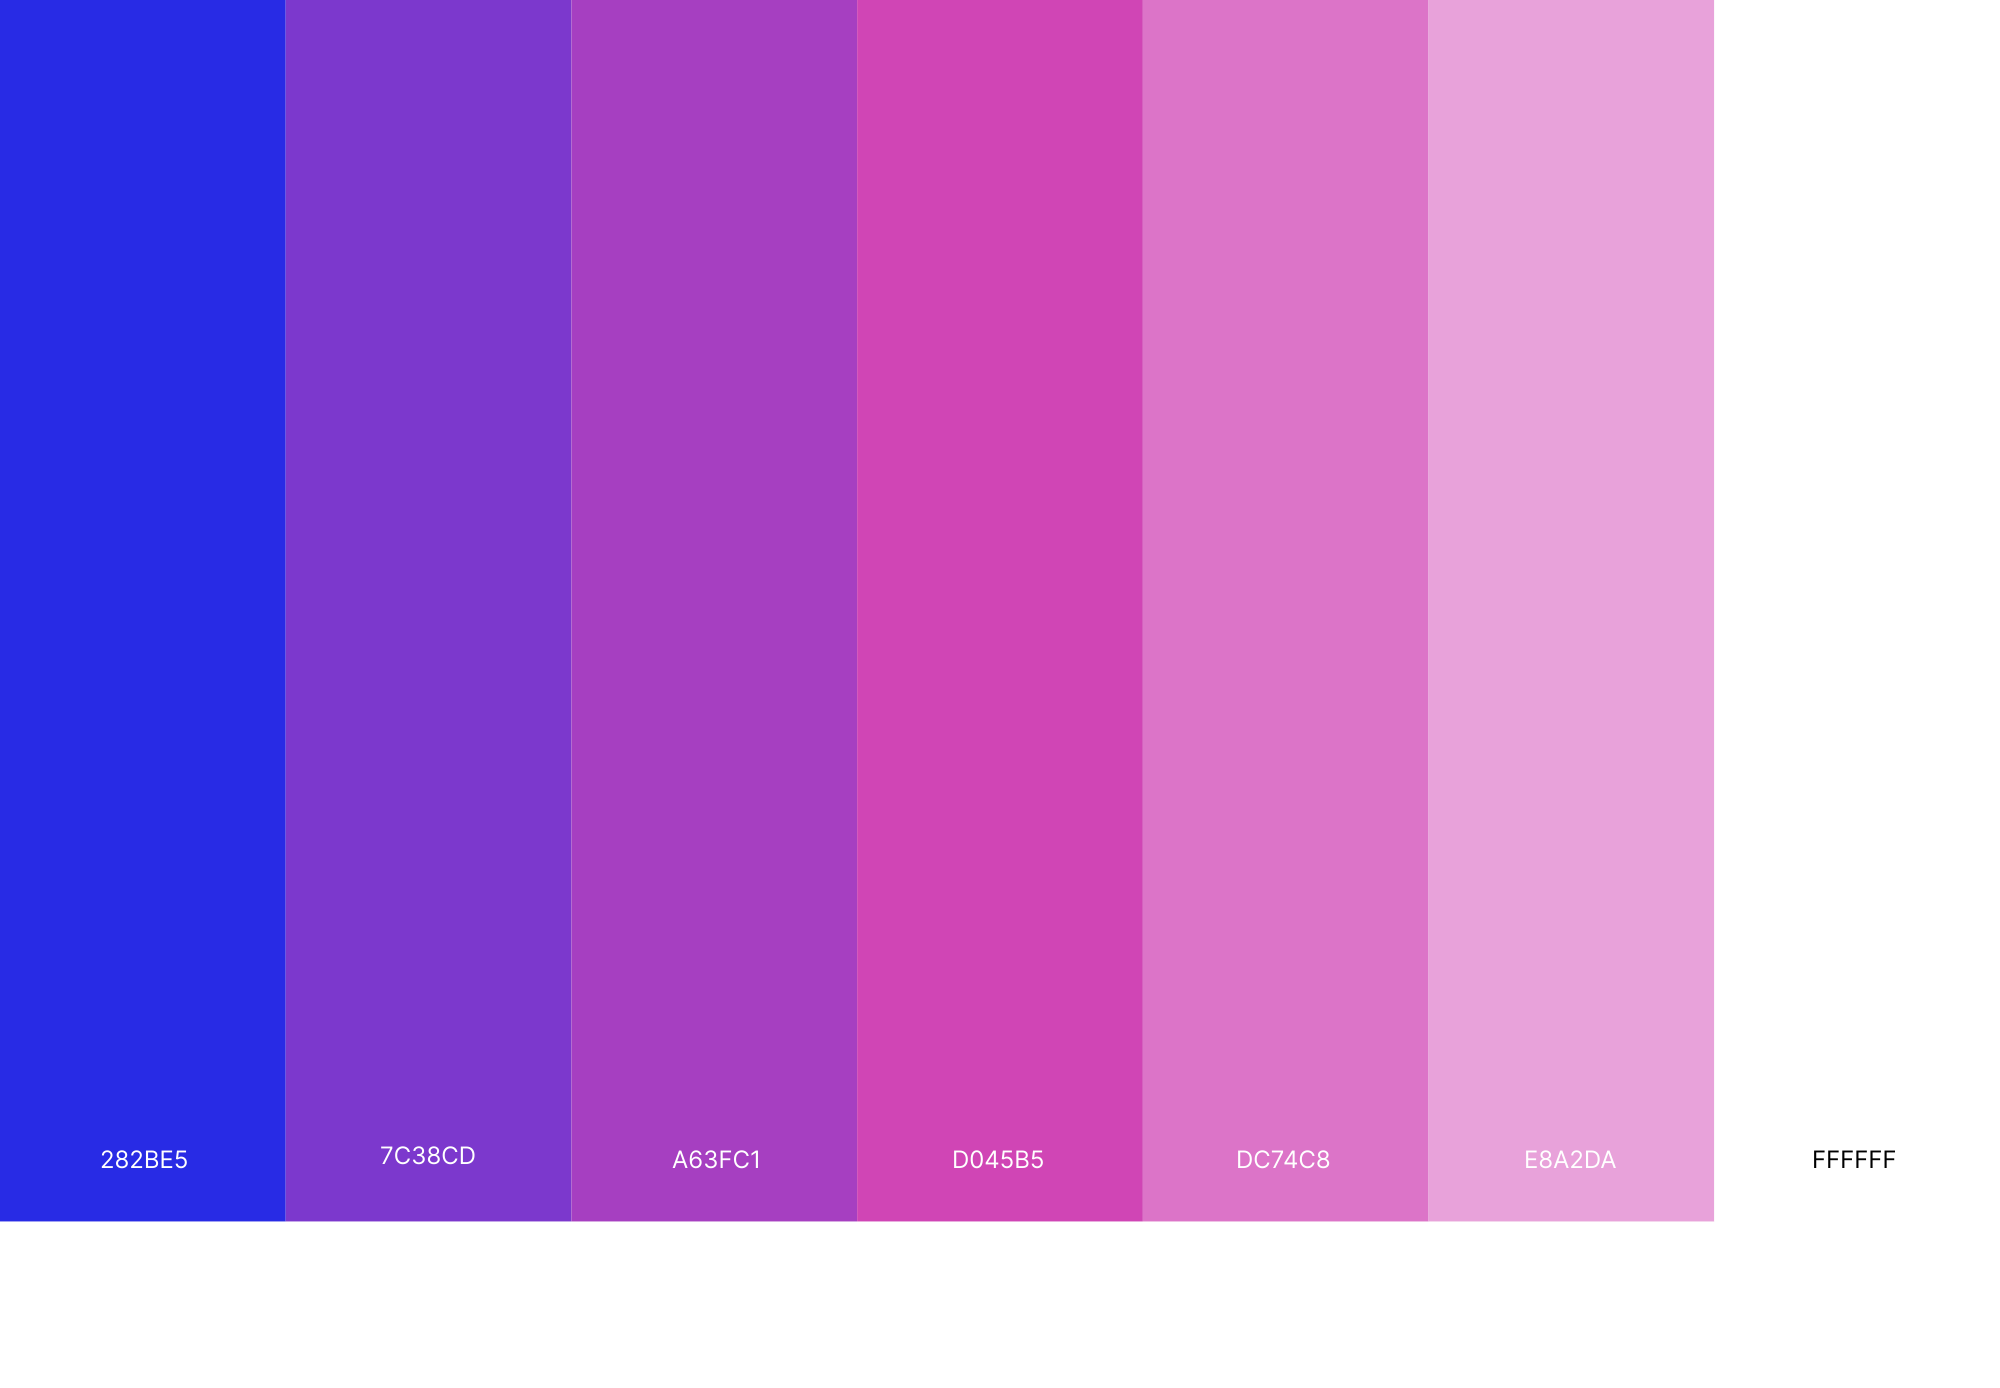 282BE5
7C38CD
A63FC1
D045B5
DC74C8
E8A2DA
FFFFFF